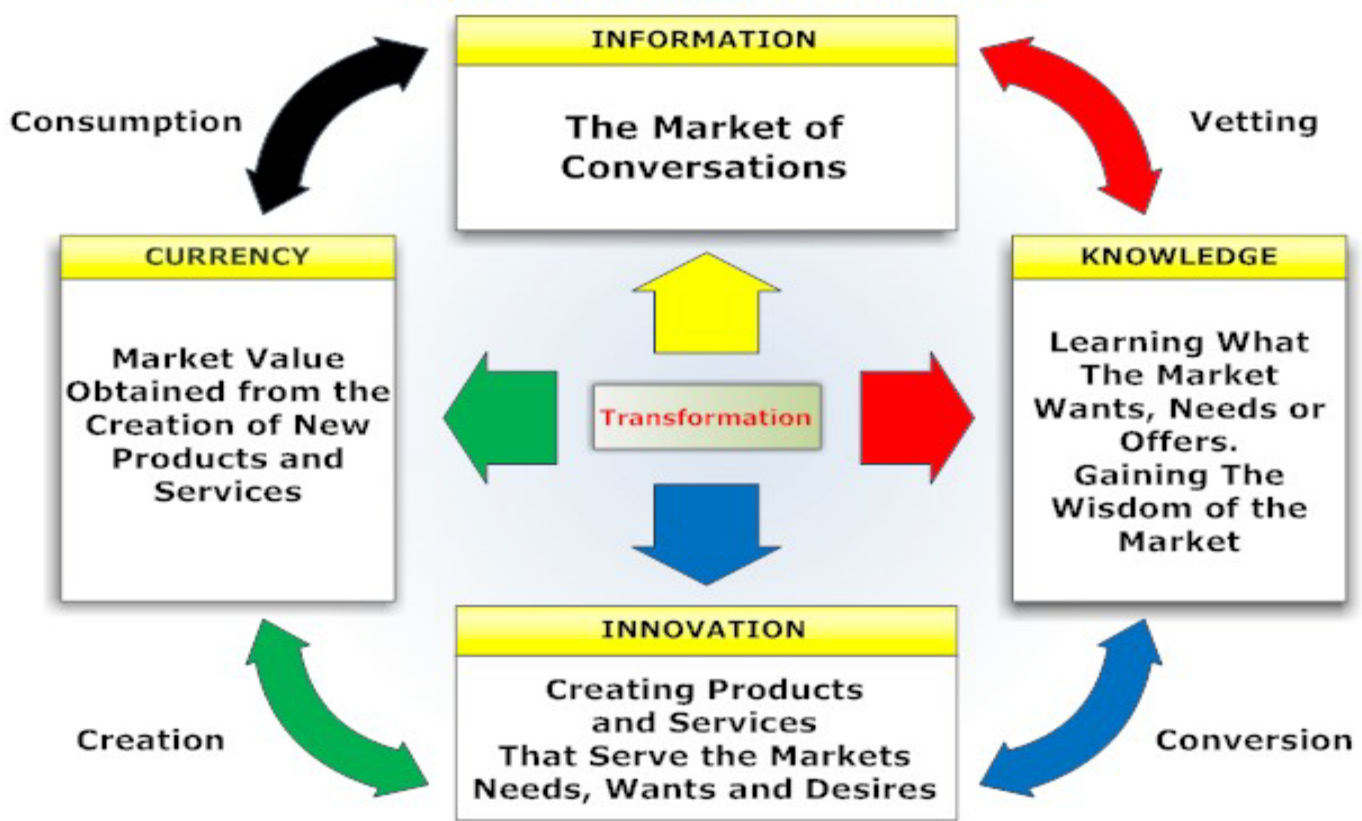 INFORMATION
The Market of
Conversations
Consumption
Vetting
CURRENCY
Market Value
Obtained from the
Creation of New
Products and
Services
Transformation
KNOWLEDGE
Learning What
The Market
Wants, Needs or
Offers.
Gaining The
Wisdom of the
Market
INNOVATION
Creating Products
and Services
That Serve the Markets
Needs, Wants and Desires
Creation
Conversion